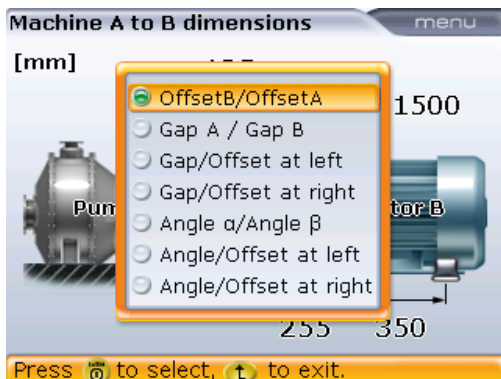 Machine A to B dimensions
menu
[mm]
OffsetB/OffsetA
1500
Gap A / Gap B
Gap/Offset at left
Gap/Offset at right
Angle α/Angle β
Angle/Offset at left
Angle/Offset at right
Pum
tor B
255 350
Press to select, to exit.